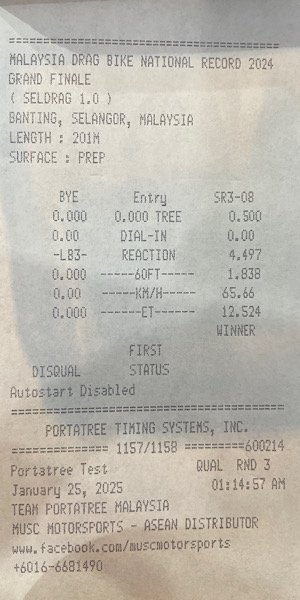 =====================================
MALAYSIA DRAG BIKE NATIONAL RECORD 2024
GRAND FINALE
( SELDRAG 1.0 )
BANTING, SELANGOR, MALAYSIA
LENGTH : 201M
SURFACE : PREP
BYE Entry SR3-08
0.000 0.000 TREE 0.500
0.00 DIAL-IN 0.00
-LB3- REACTION 4.497
0.000 -----60FT----- 1.838
0.00 -----KM/H----- 65.66
0.000 ------ET------ 12.524
WINNER
FIRST
DISQUAL STATUS
Autostart Disabled
=====================================
PORTATREE TIMING SYSTEMS, INC.
============== 1157/1158 =========600214
Portatree Test QUAL RND 3
January 25, 2025 01:14:57 AM
TEAM PORTATREE MALAYSIA
MUSC MOTORSPORTS - ASEAN DISTRIBUTOR
www.facebook.com/muscmotorsports
+6016-6681490